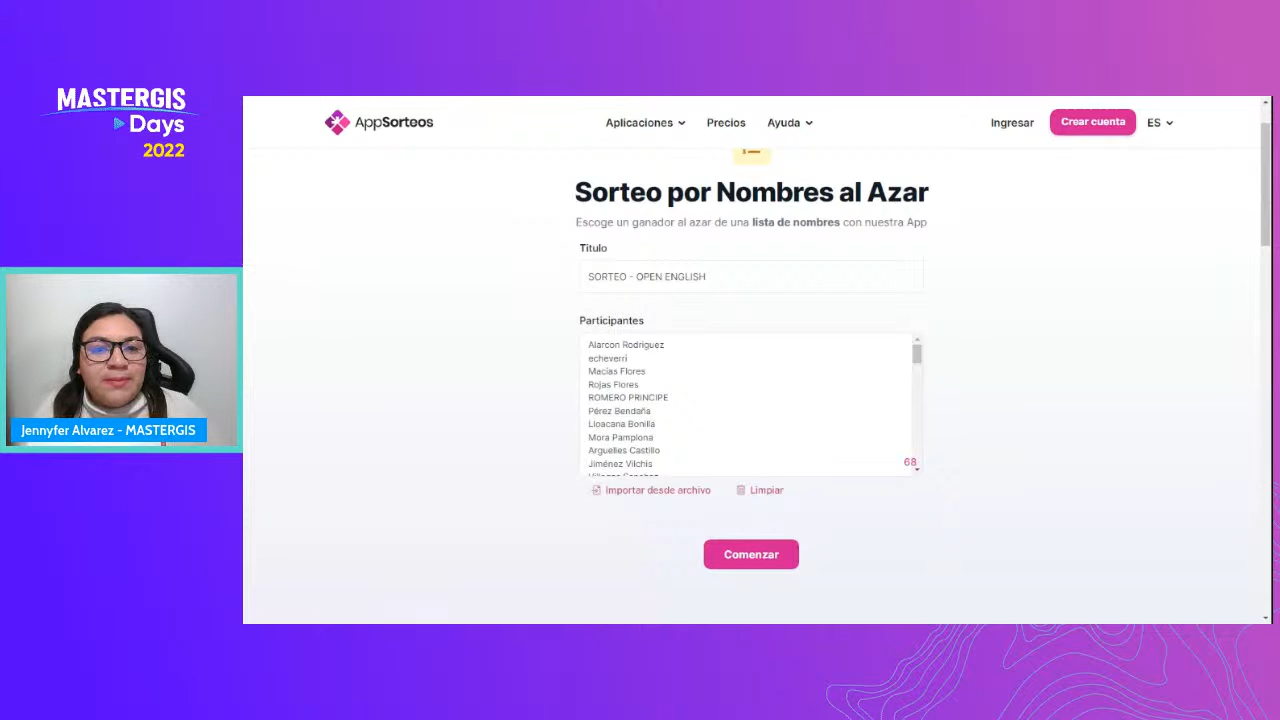 MASTERGIS
Days
2022
AppSorteos
Aplicaciones
Precios
Ayuda
Ingresar
Crear cuenta
ES
Sorteo por Nombres al Azar
Escoge un ganador al azar de una lista de nombres con nuestra App
Título
SORTEO - OPEN ENGLISH
Participantes
Alarcon Rodriguez
echeverri
Macías Flores
Rojas Flores
ROMERO PRINCIPE
Pérez Bendaña
Lloacana Bonilla
Mora Pamplona
Arguelles Castillo
Jiménez Vilchis
68
Importar desde archivo
Limpiar
Comenzar
Jennyfer Alvarez - MASTERGIS